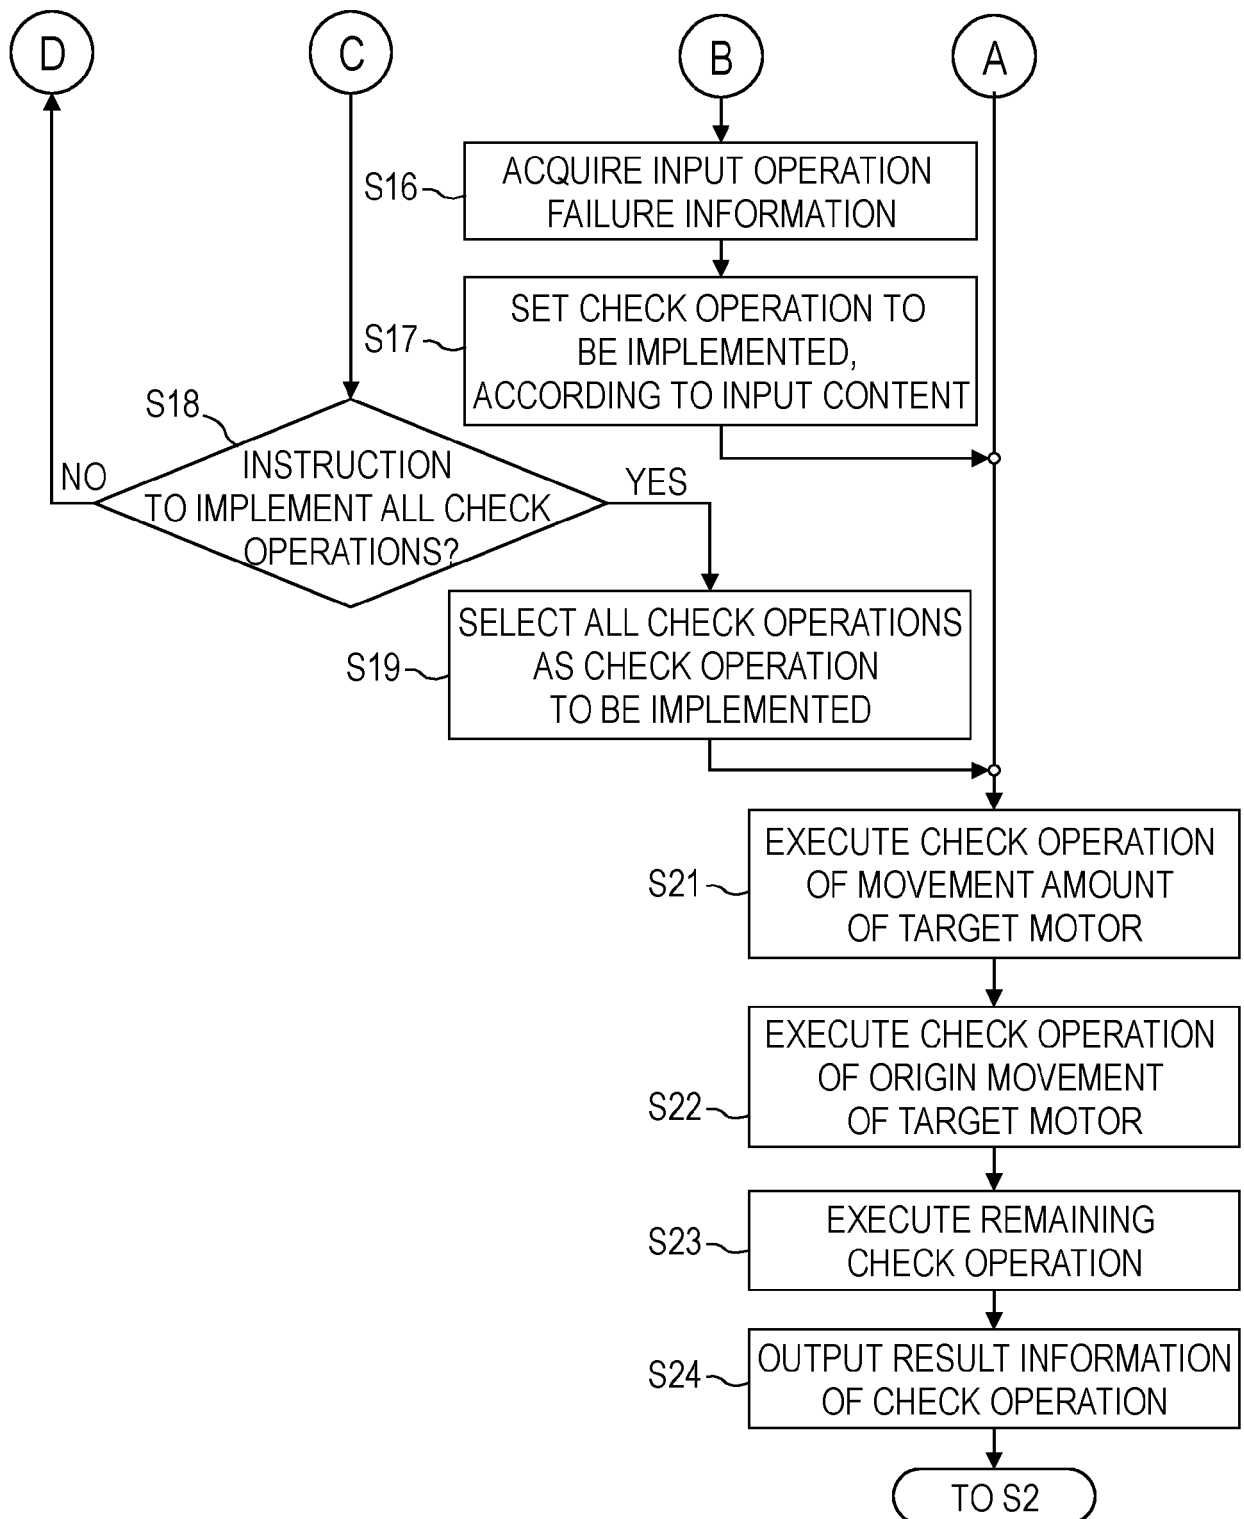 D
C
B
A
S16
ACQUIRE INPUT OPERATION
FAILURE INFORMATION
S17
SET CHECK OPERATION TO
BE IMPLEMENTED,
ACCORDING TO INPUT CONTENT
S18
INSTRUCTION
TO IMPLEMENT ALL CHECK
OPERATIONS?
NO
YES
S19
SELECT ALL CHECK OPERATIONS
AS CHECK OPERATION
TO BE IMPLEMENTED
S21
EXECUTE CHECK OPERATION
OF MOVEMENT AMOUNT
OF TARGET MOTOR
S22
EXECUTE CHECK OPERATION
OF ORIGIN MOVEMENT
OF TARGET MOTOR
S23
EXECUTE REMAINING
CHECK OPERATION
S24
OUTPUT RESULT INFORMATION
OF CHECK OPERATION
TO S2